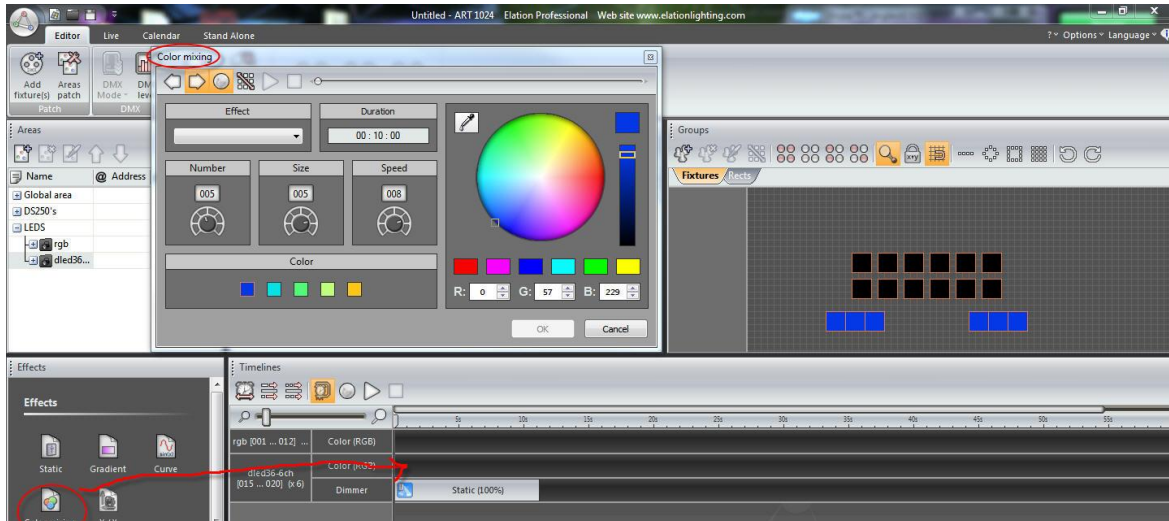 Untitled - ART1024 Elation Professional Web site www.elationlighting.com
Editor Live Calendar Stand Alone
? Options Language
Add fixture(s)
Areas patch
DMX Mode
Patch
DMX
Color mixing
Effect
Duration
00 : 10 : 00
Number
Size
Speed
005
005
008
Color
R: 0 G: 57 B: 229
OK
Cancel
Areas
Name
@ Address
Global area
DS250's
LEDS
rgb
dled36...
Groups
Fixtures
Rects
Effects
Effects
Static
Gradient
Curve
Timelines
5s 10s 15s 20s 25s 30s 35s 40s 45s 50s 55s
rgb [001 ... 012] ...
Color (RGB)
dled36-6ch
[015 ... 020] (x 6)
Color (RGB)
Dimmer
Static (100%)